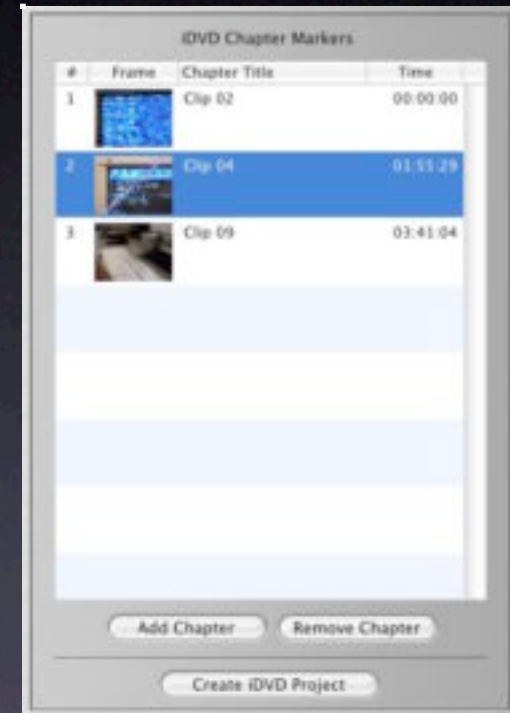 iDVD Chapter Markers
# Frame Chapter Title Time
1 Clip 02 00:00:00
2 Clip 04 01:55:29
3 Clip 09 03:41:04
Add Chapter Remove Chapter
Create iDVD Project